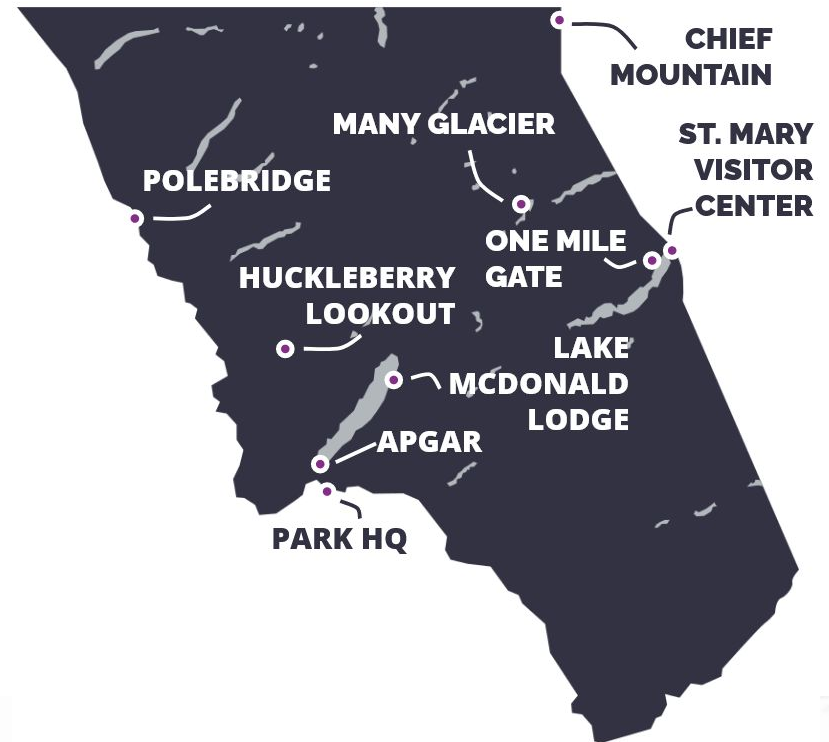 CHIEF
MOUNTAIN
MANY GLACIER
ST. MARY
VISITOR
CENTER
POLEBRIDGE
ONE MILE
GATE
HUCKLEBERRY
LOOKOUT
LAKE
MCDONALD
LODGE
APGAR
PARK HQ